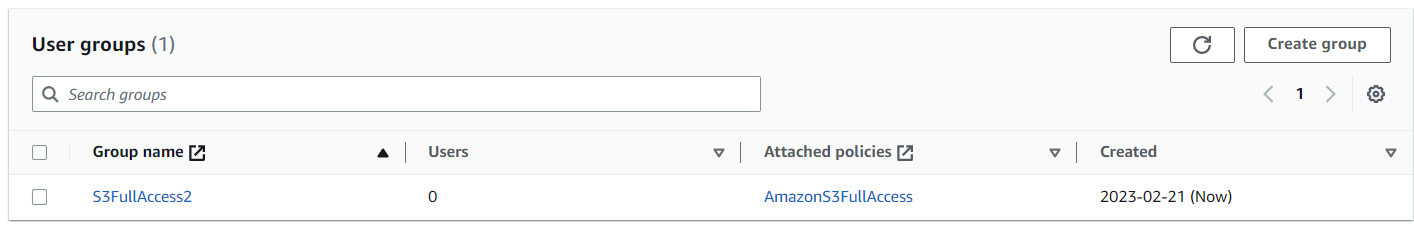 User groups (1)
Create group
Search groups
1
Group name Users Attached policies Created
S3FullAccess2 0 AmazonS3FullAccess 2023-02-21 (Now)